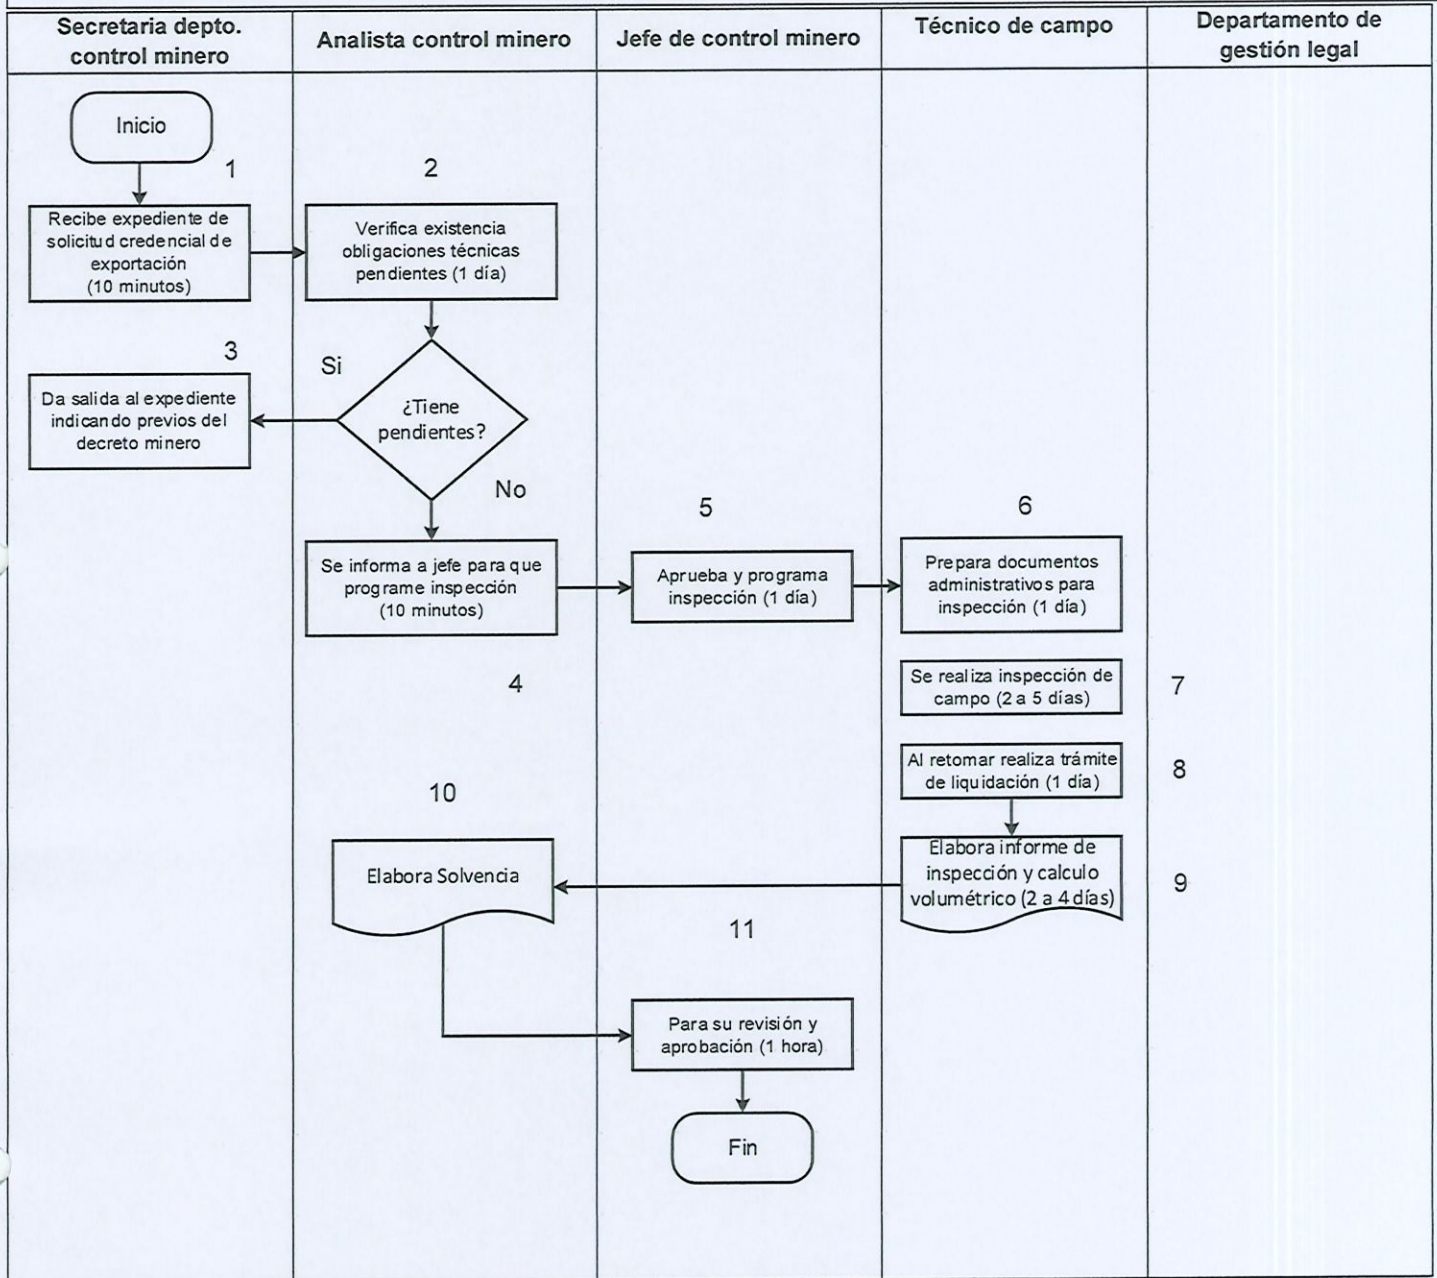 Secretaria depto.
control minero
Analista control minero
Jefe de control minero
Técnico de campo
Departamento de
gestión legal
Inicio
1
2
Recibe expediente de
solicitud credencial de
exportación
(10 minutos)
Verifica existencia
obligaciones técnicas
pendientes (1 día)
3
Si
Da salida al expediente
indicando previos del
decreto minero
¿Tiene
pendientes?
No
5
6
Se informa a jefe para que
programe inspección
(10 minutos)
Aprueba y programa
inspección (1 día)
Prepara documentos
administrativos para
inspección (1 día)
4
Se realiza inspección de
campo (2 a 5 días)
7
Al retomar realiza trámite
de liquidación (1 día)
8
10
Elabora Solvencia
Elabora informe de
inspección y calculo
volumétrico (2 a 4 días)
9
11
Para su revisión y
aprobación (1 hora)
Fin